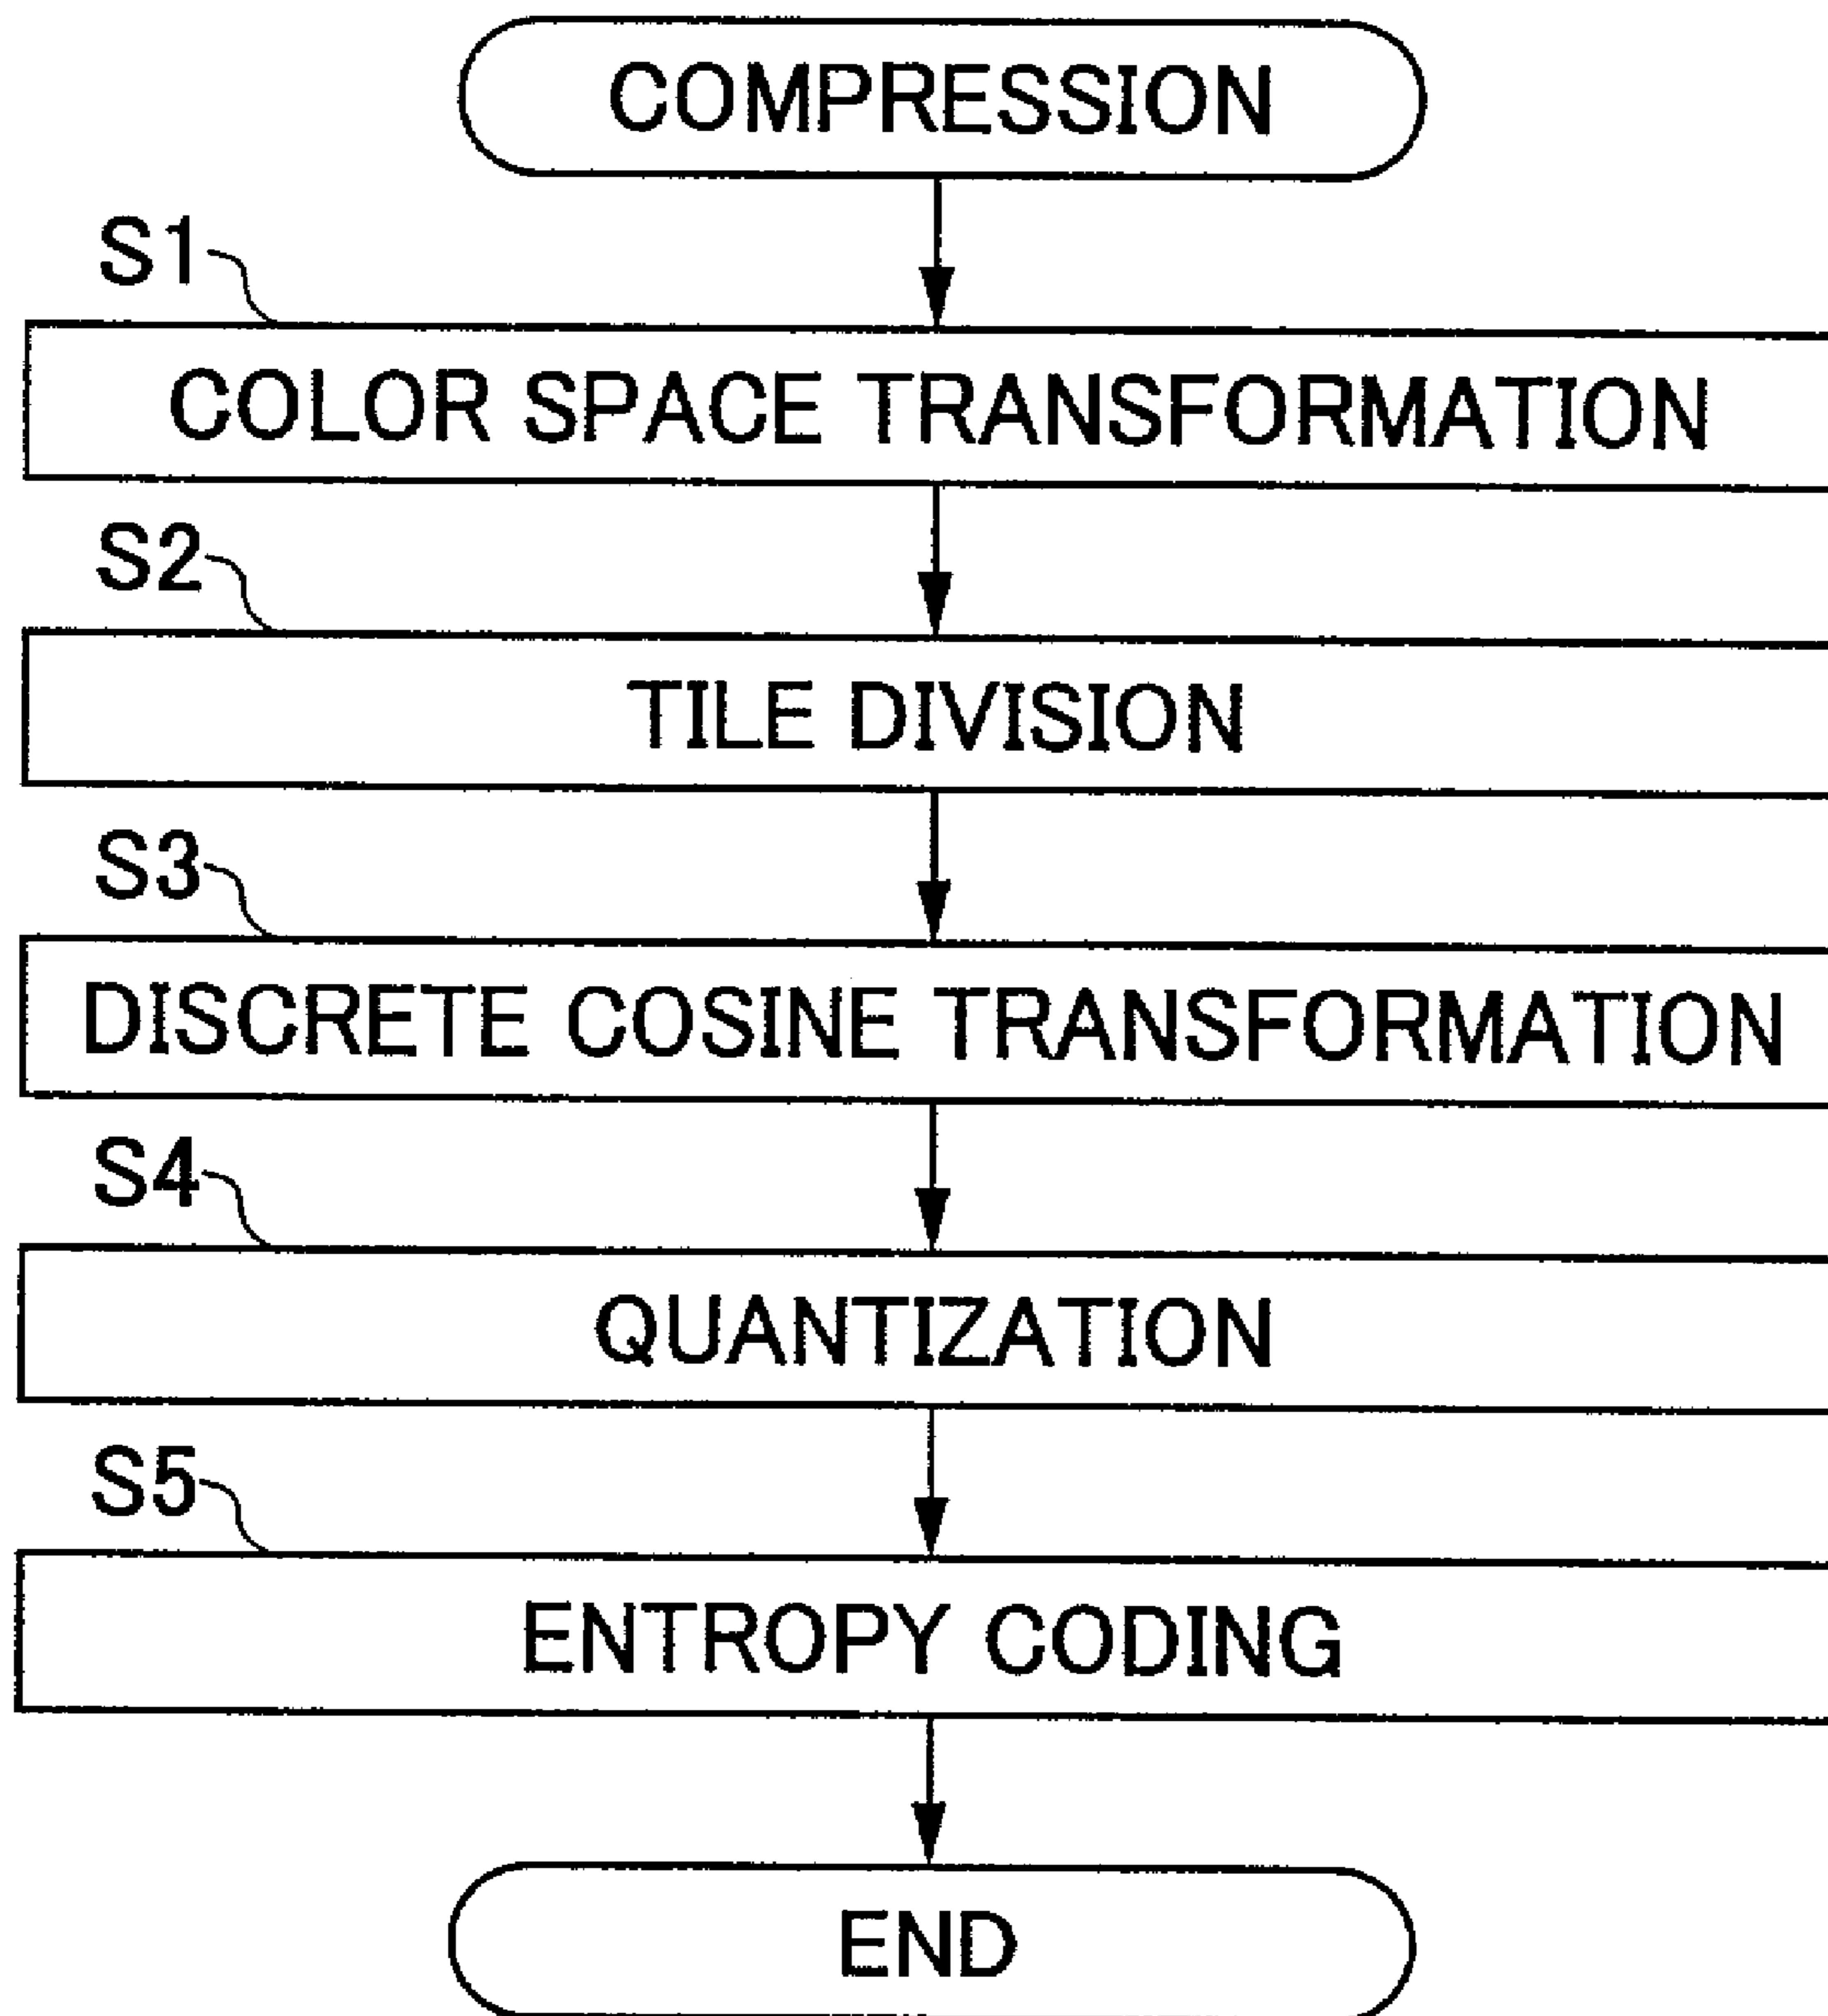 COMPRESSION
S1
COLOR SPACE TRANSFORMATION
S2
TILE DIVISION
S3
DISCRETE COSINE TRANSFORMATION
S4
QUANTIZATION
S5
ENTROPY CODING
END